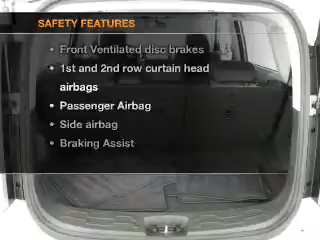 SAFETY FEATURES
• Front Ventilated disc brakes
• 1st and 2nd row curtain head
airbags
• Passenger Airbag
• Side airbag
• Braking Assist